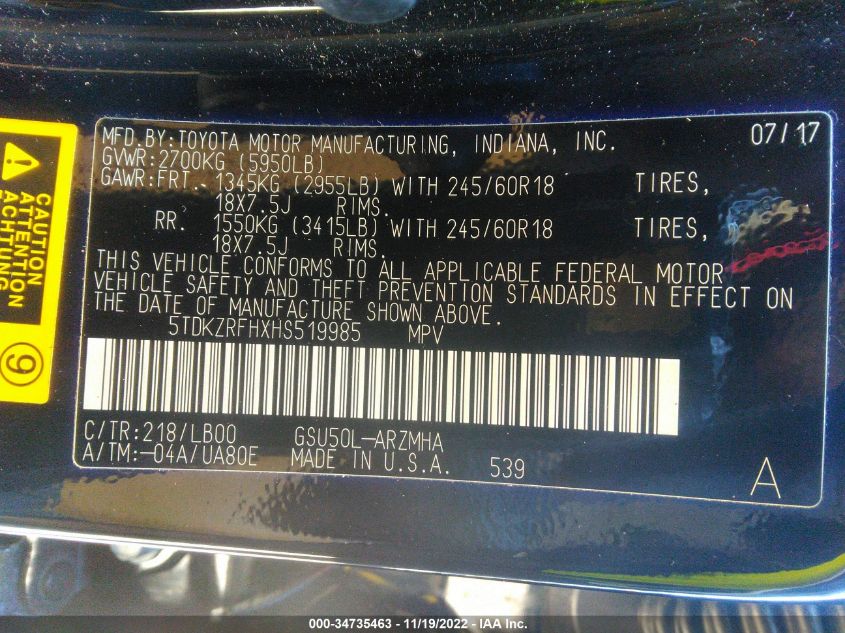 MFD.BY:TOYOTA MOTOR MANUFACTURING, INDIANA, INC. 07/17
GVWR:2700KG (5950LB)
GAWR:FRT. 1345KG (2955LB) WITH 245/60R18 TIRES,
18X7.5J RIMS.
RR. 1550KG (3415LB) WITH 245/60R18 TIRES,
18X7.5J RIMS.
THIS VEHICLE CONFORMS TO ALL APPLICABLE FEDERAL MOTOR
VEHICLE SAFETY AND THEFT PREVENTION STANDARDS IN EFFECT ON
THE DATE OF MANUFACTURE SHOWN ABOVE.
5TDKZRFHXHS519985 MPV
C/TR:218/LB00 GSU50L-ARZMHA
A/TM:-04A/UA80E MADE IN U.S.A. 539 A
CAUTION
ATTENTION
ACHTUNG
9
000-34735463 - 11/19/2022 - IAA Inc.